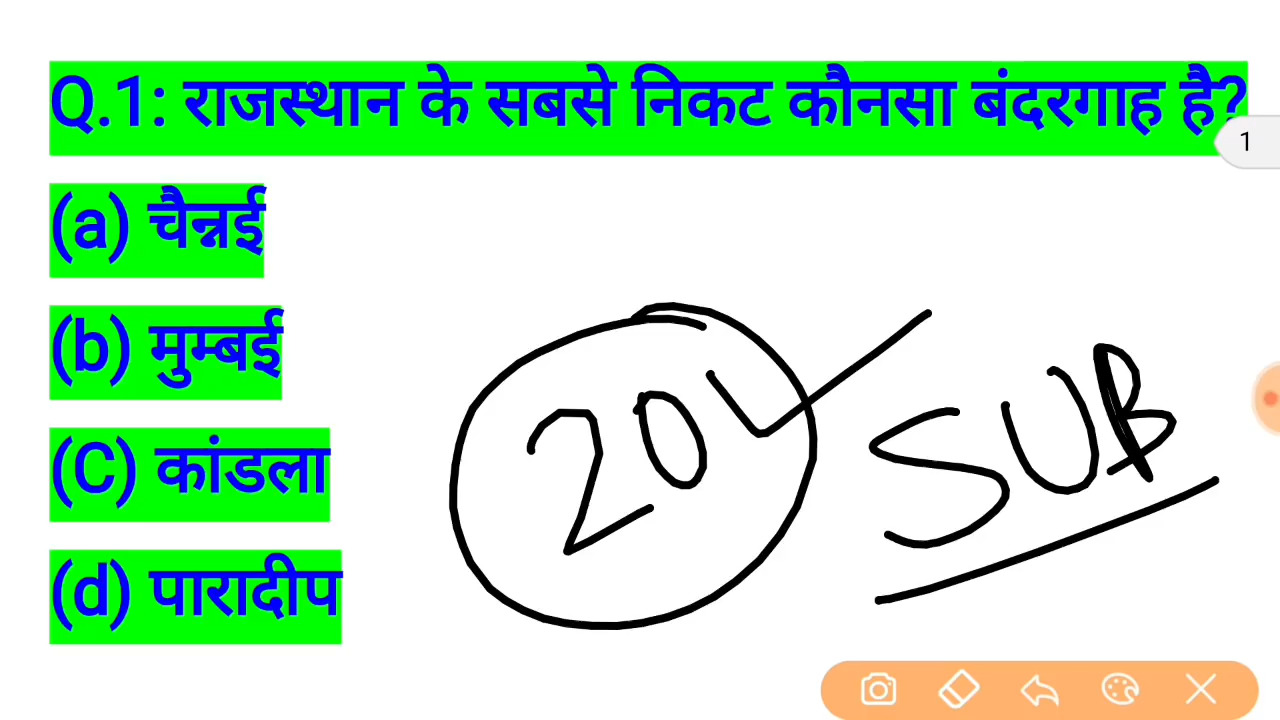 Q.1: राजस्थान के सबसे निकट कौनसा बंदरगाह है?
1
(a) चैन्नई
(b) मुम्बई
(C) कांडला
(d) पारादीप
20
SUB